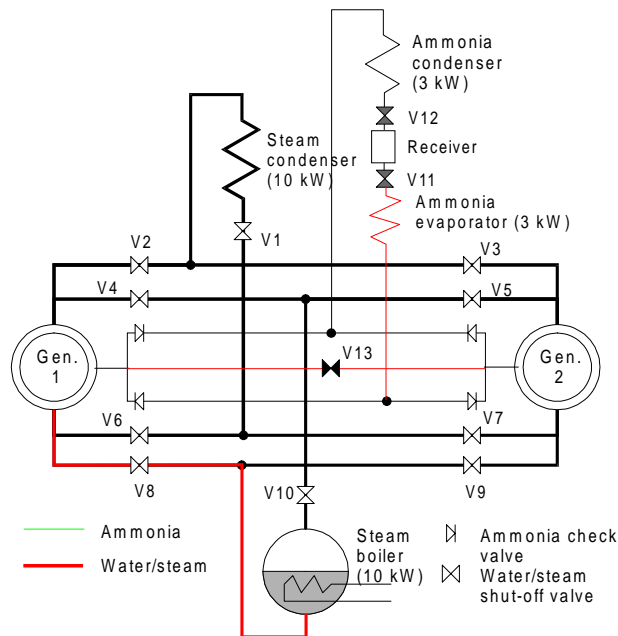 Ammonia
condenser
(3 kW)
V12
Steam
condenser
(10 kW)
Receiver
V11
Ammonia
evaporator (3 kW)
V1
V2
V3
V4
V5
Gen.
1
V13
Gen.
2
V6
V7
V8
V10
V9
Ammonia
Water/steam
Steam
boiler
(10 kW)
Ammonia check
valve
Water/steam
shut-off valve